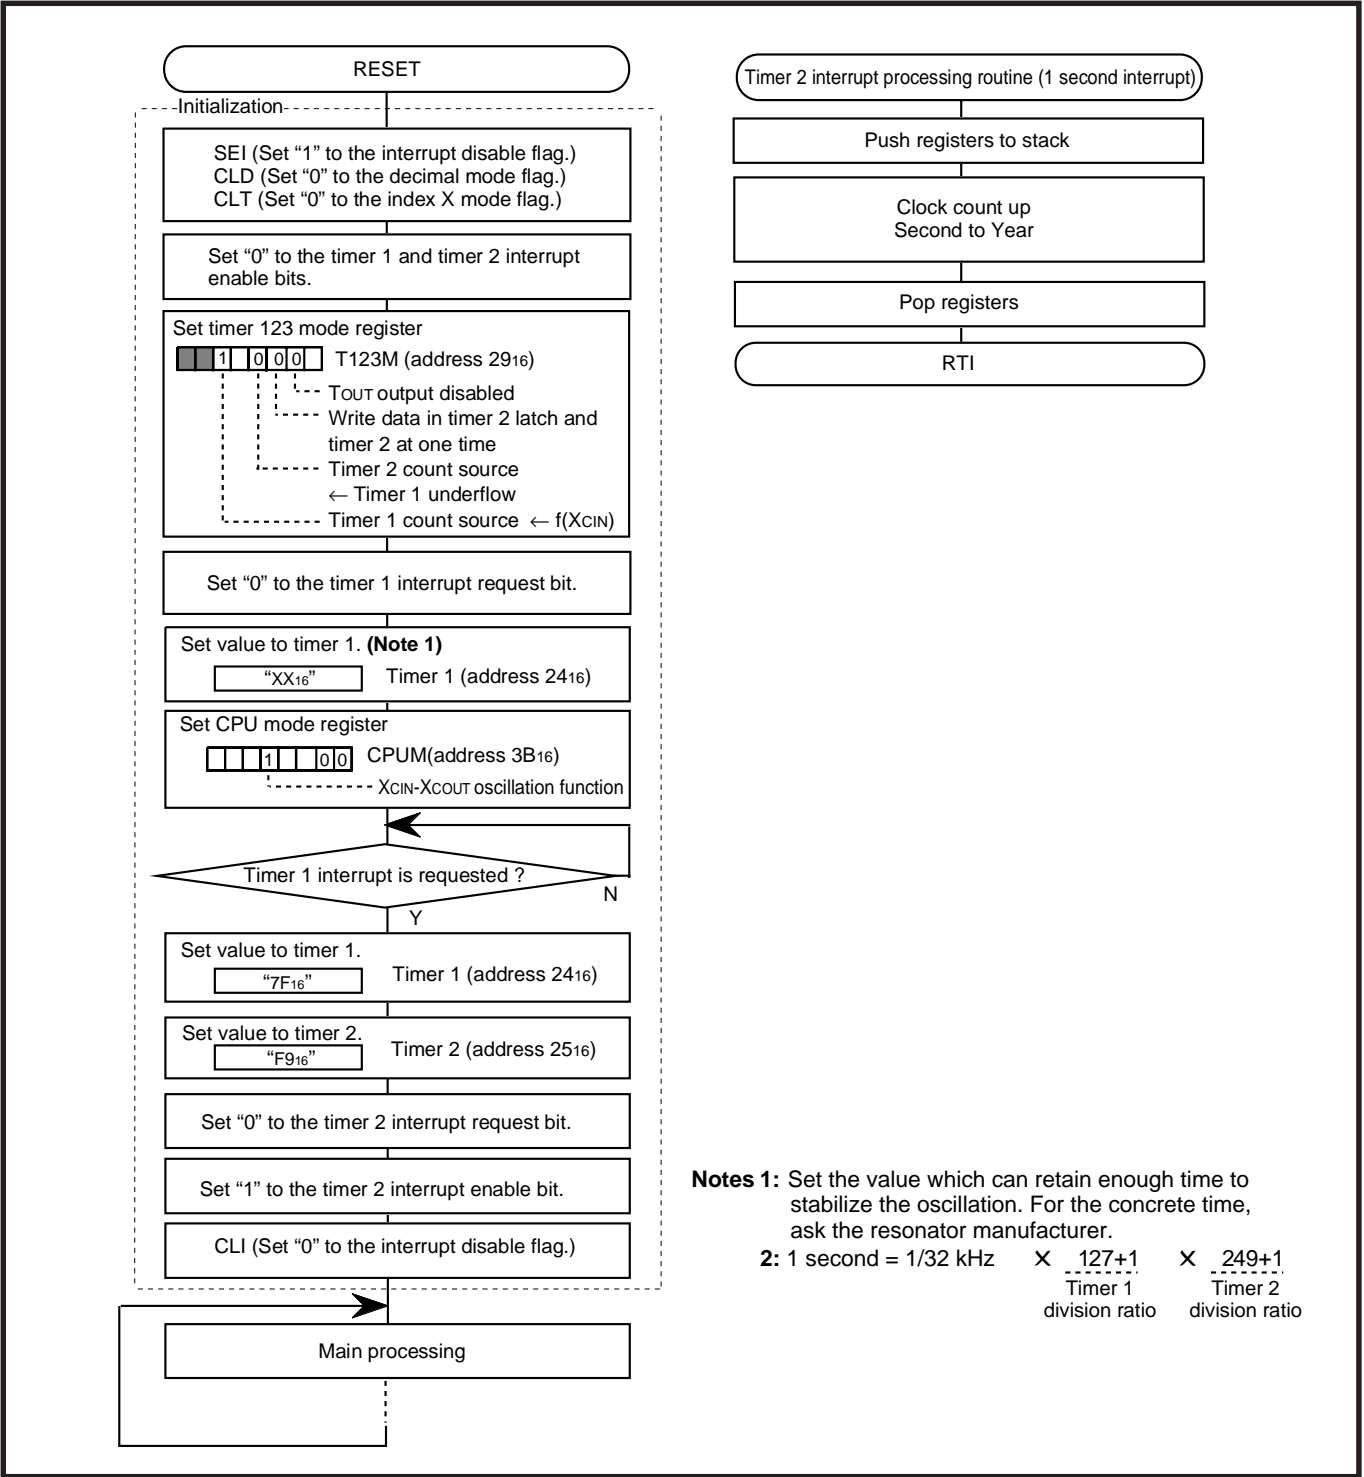 RESET
Initialization
SEI (Set “1” to the interrupt disable flag.)
CLD (Set “0” to the decimal mode flag.)
CLT (Set “0” to the index X mode flag.)
Set “0” to the timer 1 and timer 2 interrupt
enable bits.
Set timer 123 mode register
1 0 0 0 T123M (address 2916)
TOUT output disabled
Write data in timer 2 latch and
timer 2 at one time
Timer 2 count source
← Timer 1 underflow
Timer 1 count source ← f(XCIN)
Set “0” to the timer 1 interrupt request bit.
Set value to timer 1. (Note 1)
“XX16” Timer 1 (address 2416)
Set CPU mode register
1 0 0 CPUM(address 3B16)
XCIN-XCOUT oscillation function
Timer 1 interrupt is requested ?
N
Y
Set value to timer 1.
“7F16” Timer 1 (address 2416)
Set value to timer 2.
“F916” Timer 2 (address 2516)
Set “0” to the timer 2 interrupt request bit.
Set “1” to the timer 2 interrupt enable bit.
CLI (Set “0” to the interrupt disable flag.)
Main processing
Timer 2 interrupt processing routine (1 second interrupt)
Push registers to stack
Clock count up
Second to Year
Pop registers
RTI
Notes 1: Set the value which can retain enough time to
stabilize the oscillation. For the concrete time,
ask the resonator manufacturer.
2: 1 second = 1/32 kHz × 127+1 × 249+1
Timer 1 Timer 2
division ratio division ratio